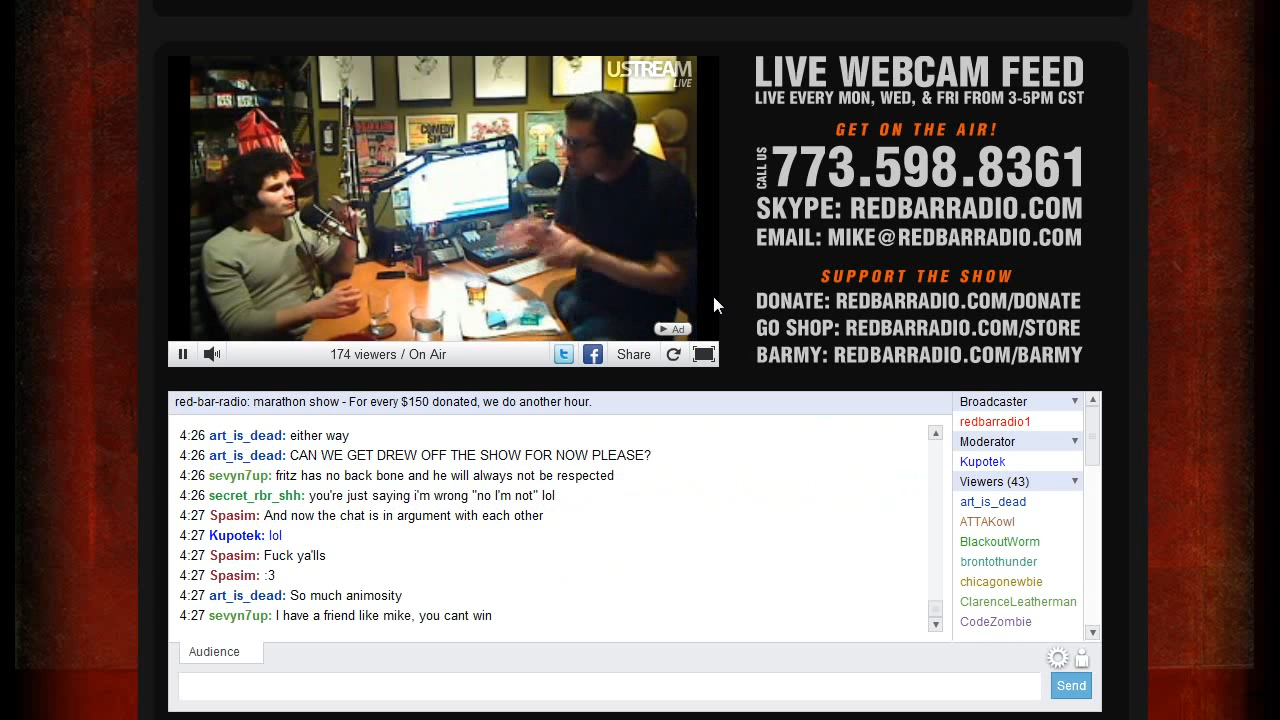 USTREAM
LIVE
COMEDY
SHOW
Ad
174 viewers / On Air
Share
LIVE WEBCAM FEED
LIVE EVERY MON, WED, & FRI FROM 3-5PM CST
GET ON THE AIR!
CALL US
773.598.8361
SKYPE: REDBARRADIO.COM
EMAIL: MIKE@REDBARRADIO.COM
SUPPORT THE SHOW
DONATE: REDBARRADIO.COM/DONATE
GO SHOP: REDBARRADIO.COM/STORE
BARMY: REDBARRADIO.COM/BARMY
red-bar-radio: marathon show - For every $150 donated, we do another hour.
4:26 art_is_dead: either way
4:26 art_is_dead: CAN WE GET DREW OFF THE SHOW FOR NOW PLEASE?
4:26 sevyn7up: fritz has no back bone and he will always not be respected
4:26 secret_rbr_shh: you're just saying i'm wrong "no I'm not" lol
4:27 Spasim: And now the chat is in argument with each other
4:27 Kupotek: lol
4:27 Spasim: Fuck ya'lls
4:27 Spasim: :3
4:27 art_is_dead: So much animosity
4:27 sevyn7up: I have a friend like mike, you cant win
Broadcaster
redbarradio1
Moderator
Kupotek
Viewers (43)
art_is_dead
ATTAKowl
BlackoutWorm
brontothunder
chicagonewbie
ClarenceLeatherman
CodeZombie
Audience
Send